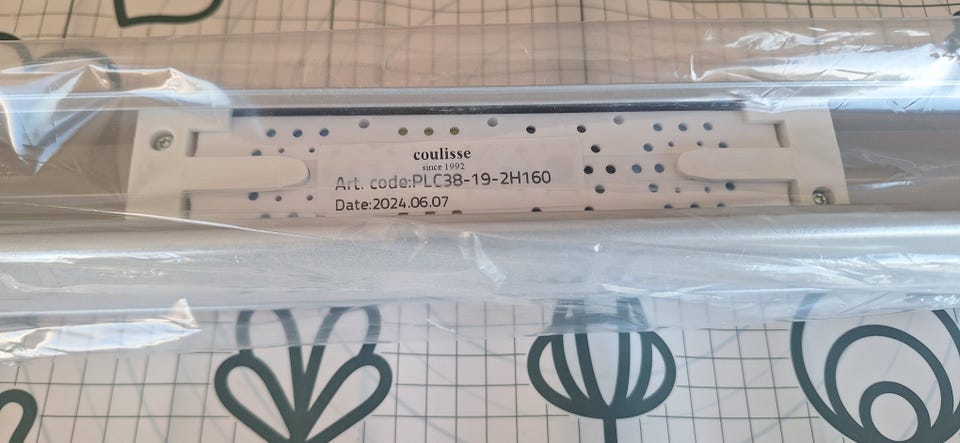 coulisse
since 1992
Art. code:PLC38-19-2H160
Date:2024.06.07